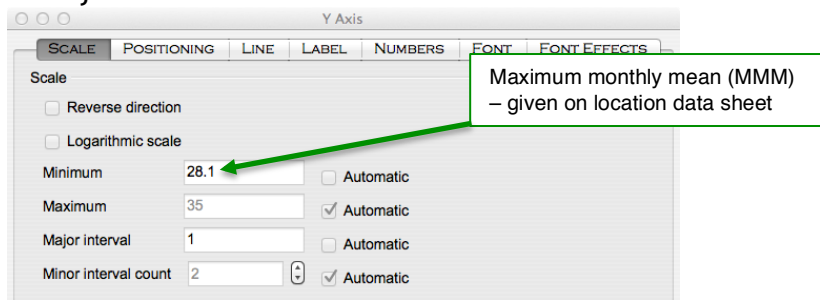 Y Axis
SCALE POSITIONING LINE LABEL NUMBERS FONT FONT EFFECTS
Scale
Maximum monthly mean (MMM)
– given on location data sheet
Reverse direction
Logarithmic scale
Minimum 28.1 Automatic
Maximum 35 Automatic
Major interval 1 Automatic
Minor interval count 2 Automatic